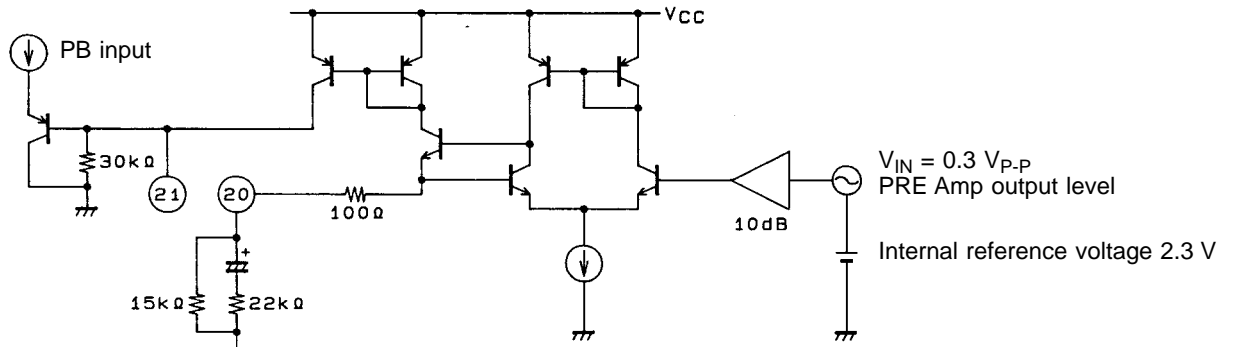 VCC
PB input
30kΩ
21
20
100Ω
15kΩ
22kΩ
10dB
VIN = 0.3 VP-P
PRE Amp output level
Internal reference voltage 2.3 V
+